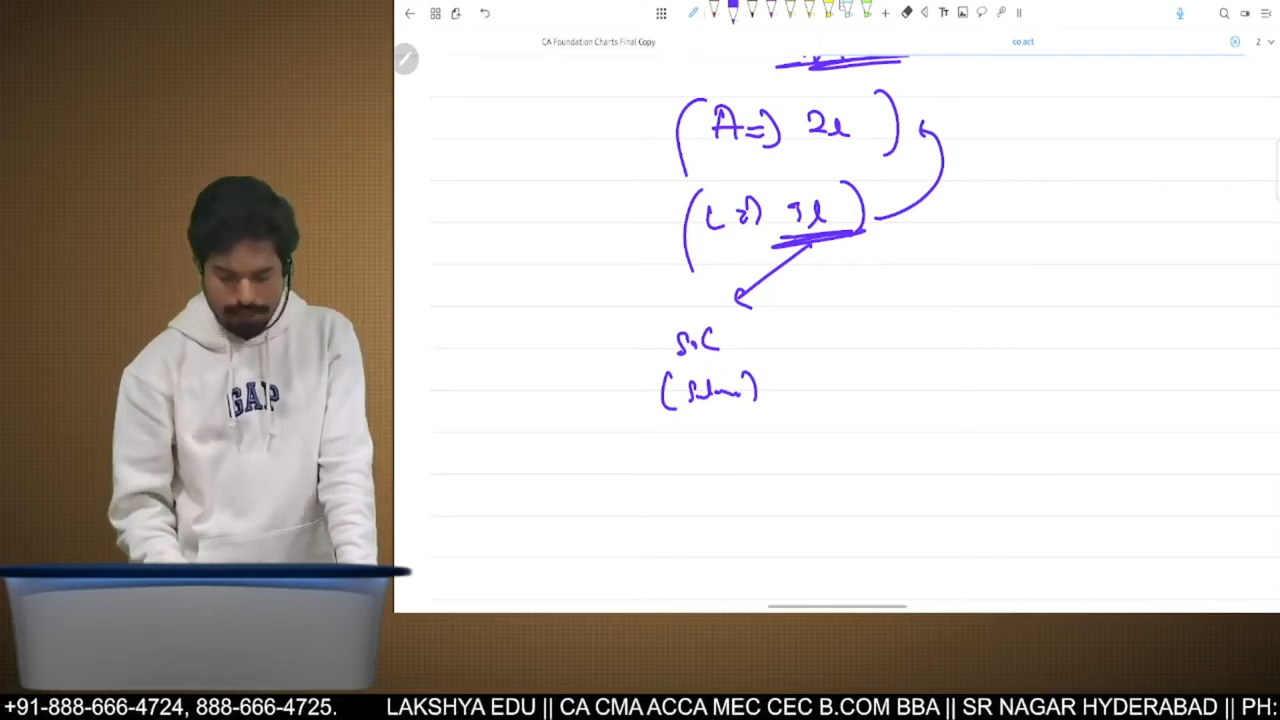 CA Foundation Charts Final Copy
co act
2
(A => 2l)
(L => 3l)
GAP
+91-888-666-4724, 888-666-4725. LAKSHYA EDU || CA CMA ACCA MEC CEC B.COM BBA || SR NAGAR HYDERABAD || PH: